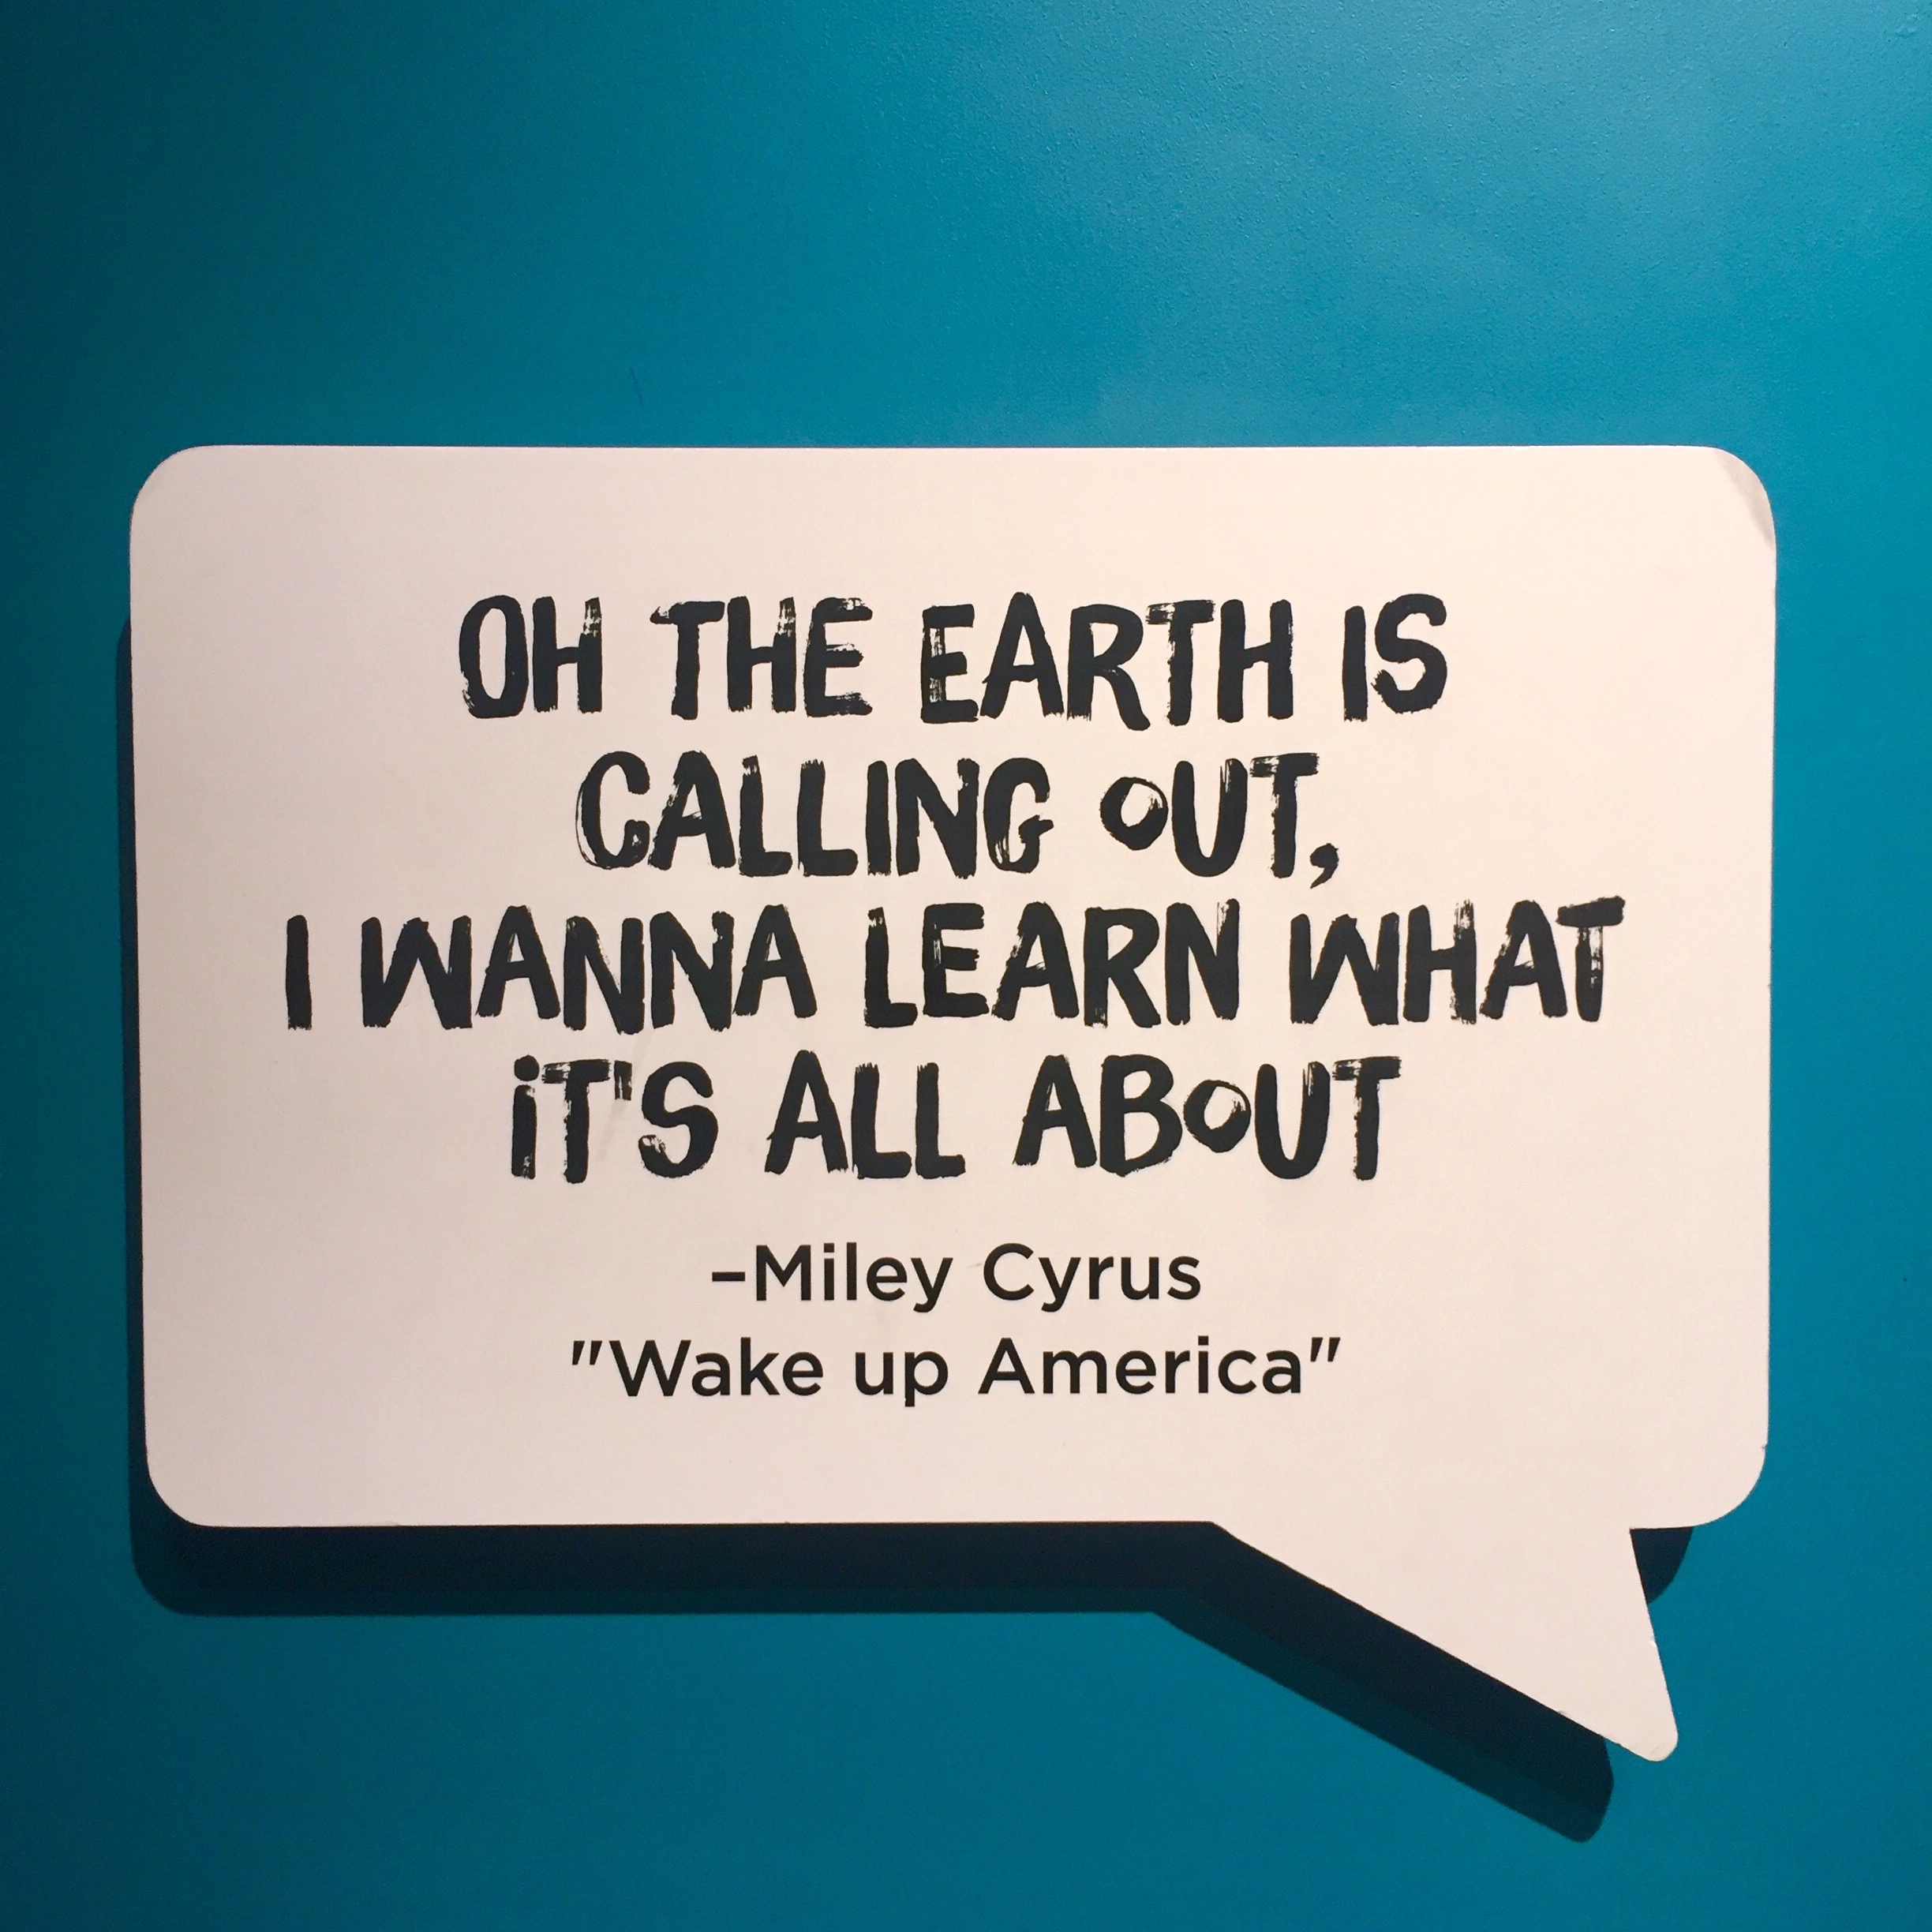 OH THE EARTH IS
CALLING OUT,
I WANNA LEARN WHAT
iT'S ALL ABOUT
–Miley Cyrus
"Wake up America"